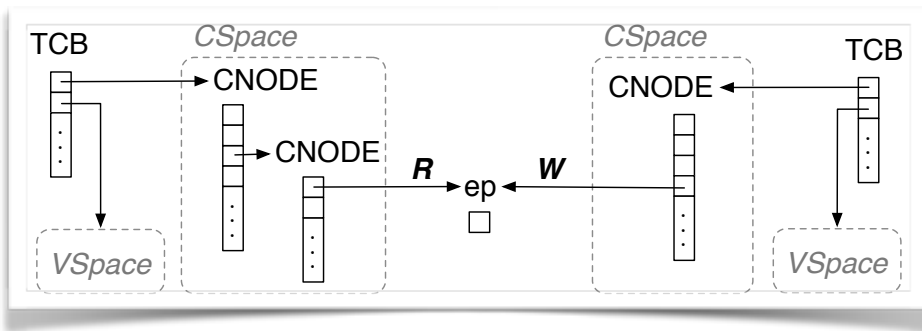 TCB
CSpace
CNODE
CNODE
R
ep
W
CSpace
CNODE
TCB
VSpace
VSpace